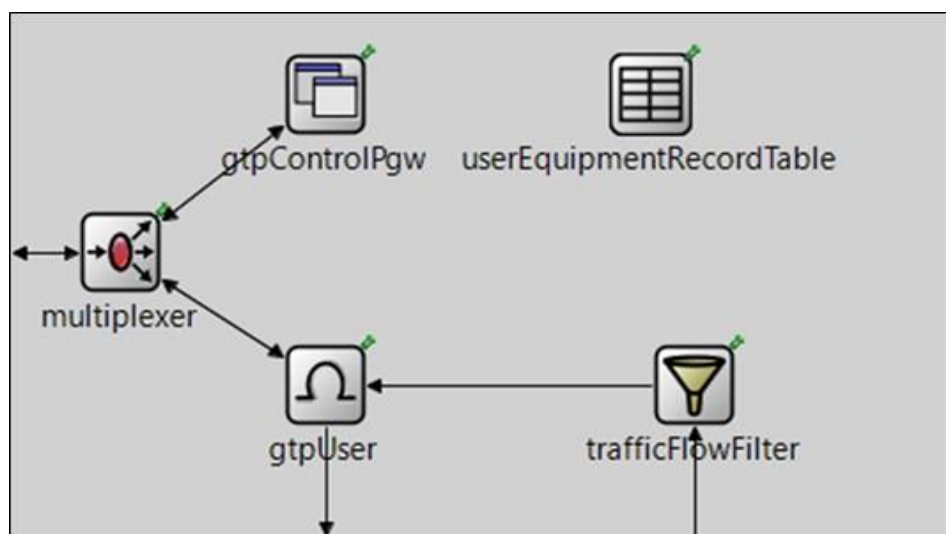 gtpControlPgw
userEquipmentRecordTable
multiplexer
gtpUser
trafficFlowFilter